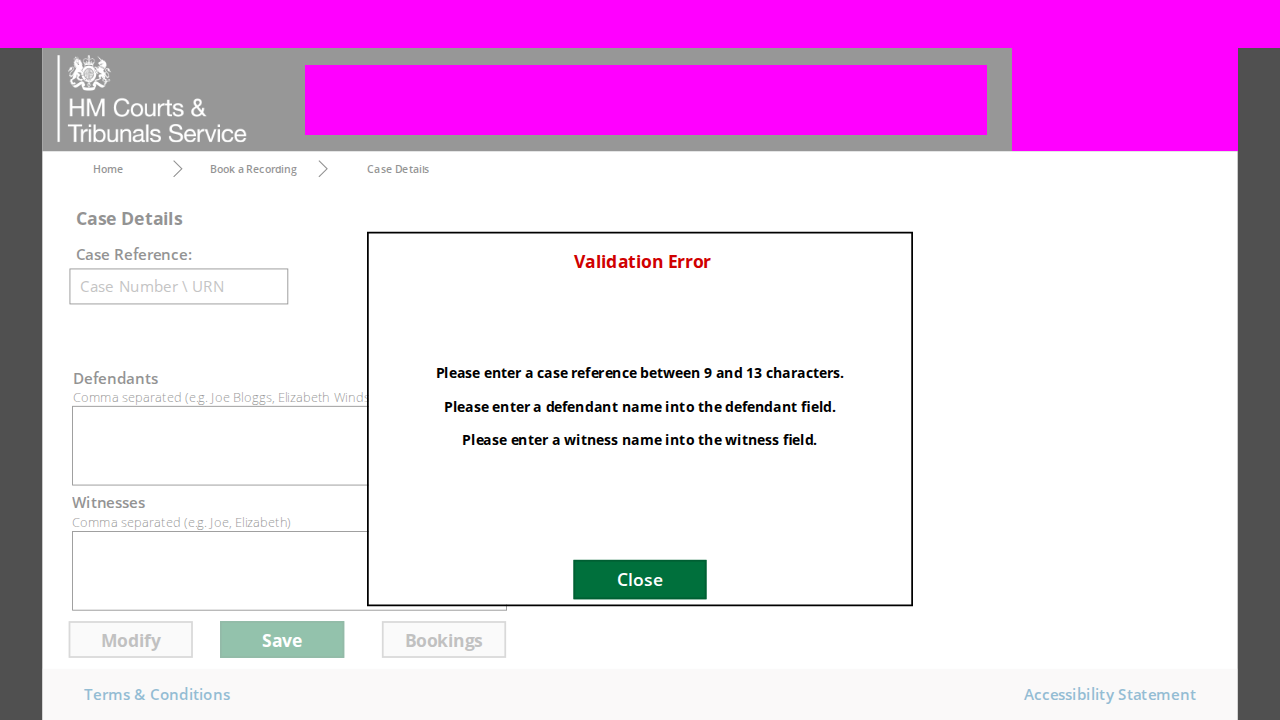 HM Courts &
Tribunals Service
Home
Book a Recording
Case Details
Case Details
Case Reference:
Case Number \ URN
Defendants
Comma separated (e.g. Joe Bloggs, Elizabeth Winds
Witnesses
Comma separated (e.g. Joe, Elizabeth)
Validation Error
Please enter a case reference between 9 and 13 characters.
Please enter a defendant name into the defendant field.
Please enter a witness name into the witness field.
Close
Modify
Save
Bookings
Terms & Conditions
Accessibility Statement